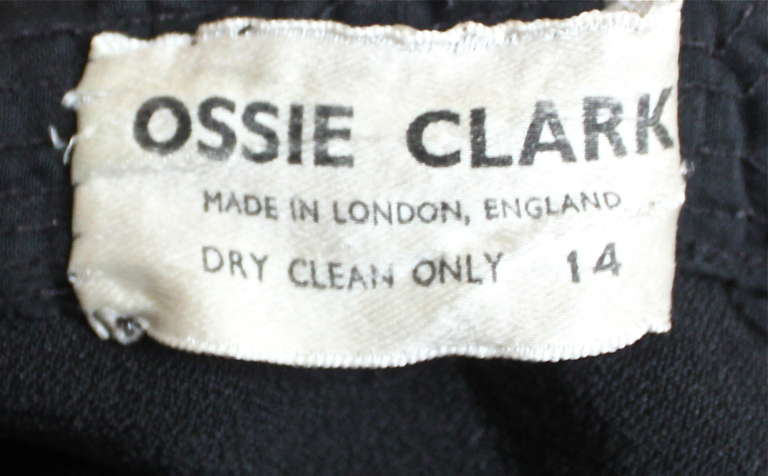 OSSIE CLARK
MADE IN LONDON, ENGLAND
DRY CLEAN ONLY 14